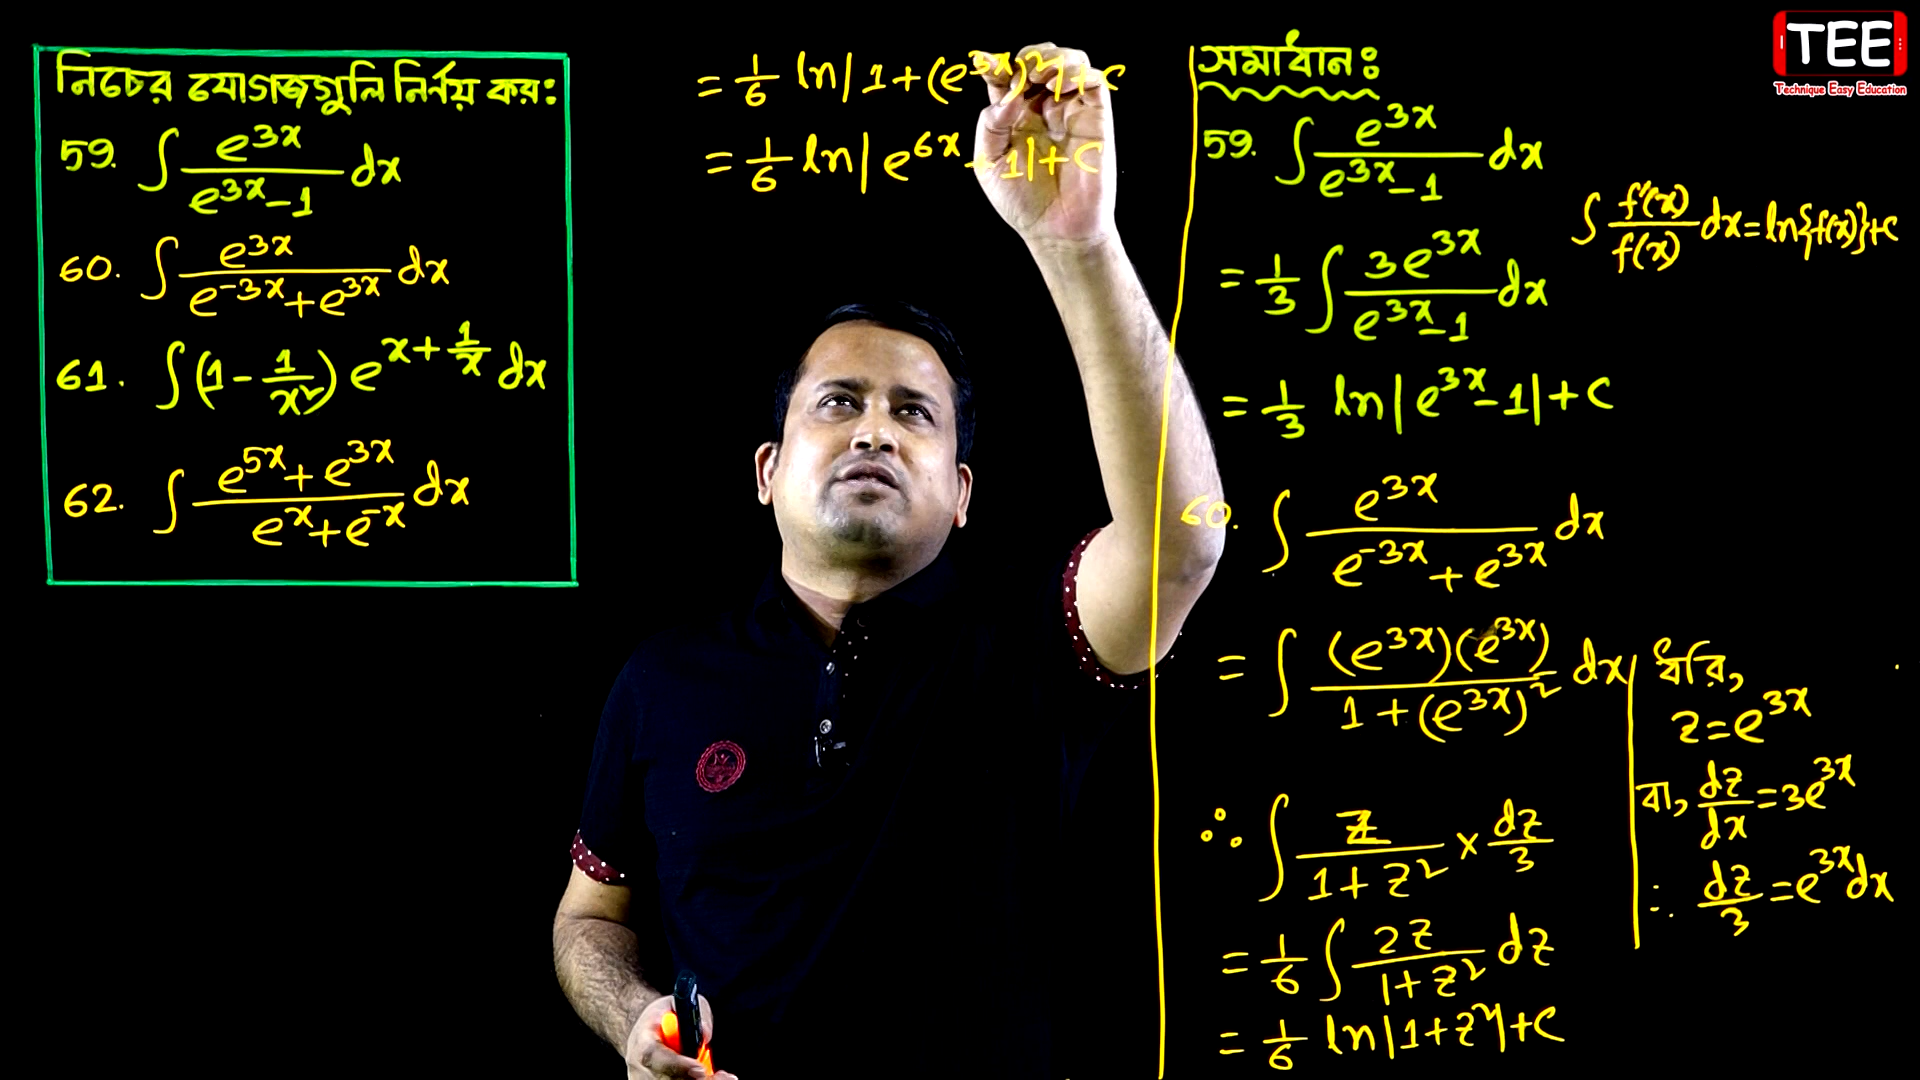 নিচের যোগজগুলি নির্ণয় কর:
59. ∫ e^{3x}/(e^{3x}-1) dx
60. ∫ e^{3x}/(e^{-3x}+e^{3x}) dx
61. ∫(1-1/x²) e^{x+1/x} dx
62. ∫ (e^{5x}+e^{3x})/(e^x+e^{-x}) dx
= 1/6 ln|1+(e^{3x})²|+c
= 1/6 ln|e^{6x}+1|+c
সমাধান:
59. ∫ e^{3x}/(e^{3x}-1) dx
∫ f'(x)/f(x) dx=ln{f(x)}+c
= 1/3 ∫ 3e^{3x}/(e^{3x}-1) dx
= 1/3 ln|e^{3x}-1|+c
60. ∫ e^{3x}/(e^{-3x}+e^{3x}) dx
= ∫ (e^{3x})(e^{3x})/(1+(e^{3x})²) dx
ধরি,
z=e^{3x}
বা, dz/dx=3e^{3x}
∴ dz/3=e^{3x}dx
∴ ∫ z/(1+z²) × dz/3
= 1/6 ∫ 2z/(1+z²) dz
= 1/6 ln|1+z²|+c
TEE
Technique Easy Education